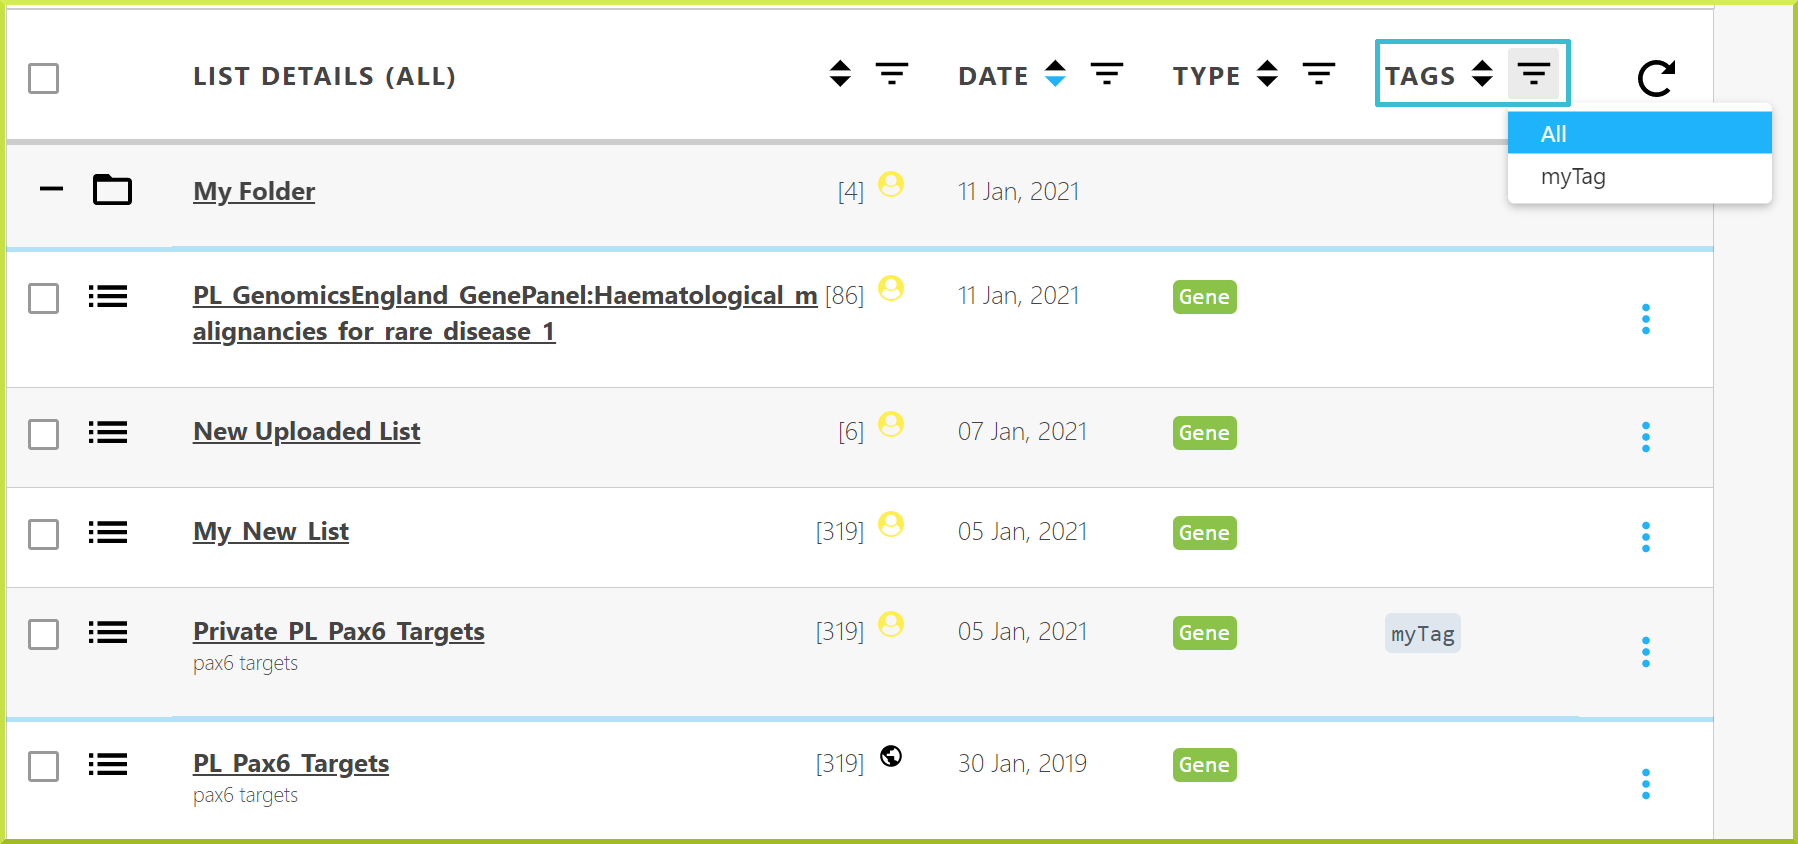 LIST DETAILS (ALL) DATE TYPE TAGS
All
myTag
My Folder [4] 11 Jan, 2021
PL_GenomicsEngland_GenePanel:Haematological_m [86] 11 Jan, 2021 Gene
alignancies_for_rare_disease_1
New Uploaded List [6] 07 Jan, 2021 Gene
My_New_List [319] 05 Jan, 2021 Gene
Private_PL_Pax6_Targets [319] 05 Jan, 2021 Gene myTag
pax6 targets
PL_Pax6_Targets [319] 30 Jan, 2019 Gene
pax6 targets